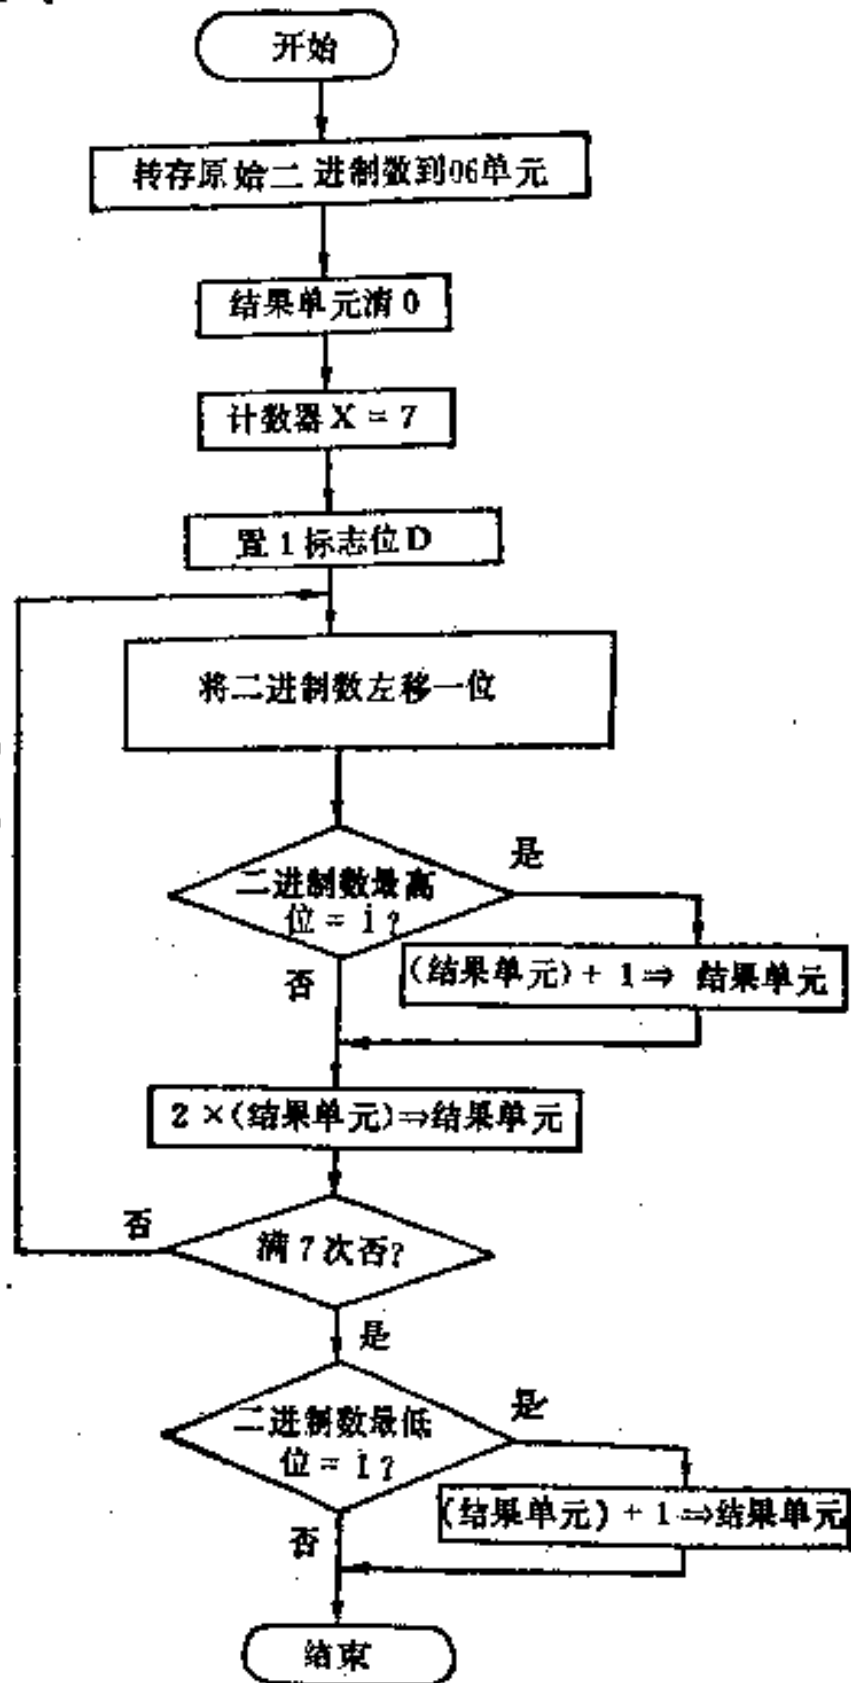 开始
转存原始二进制数到06单元
结果单元清0
计数器X=7
置1标志位D
将二进制数左移一位
是
二进制数最高
位=1?
(结果单元)+1⇒ 结果单元
否
2×(结果单元)⇒结果单元
否
满7次否?
是
二进制数最低
位=1?
是
(结果单元)+1⇒结果单元
否
结束